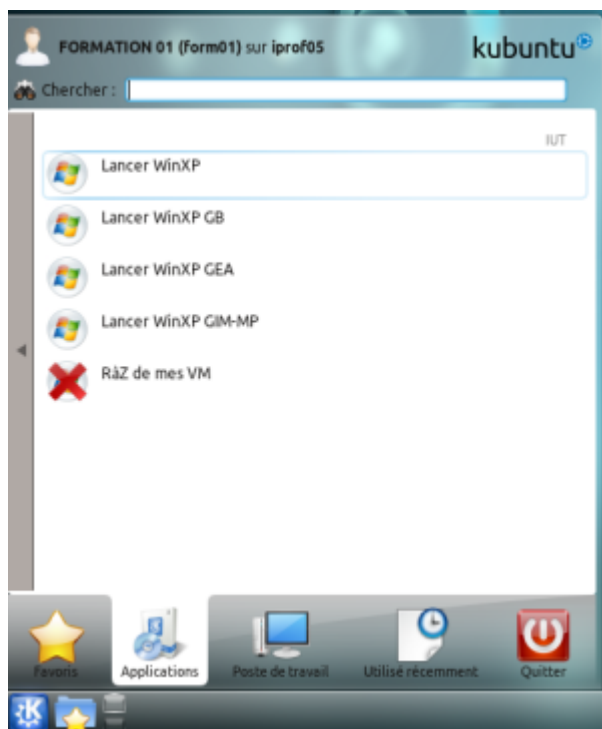 FORMATION 01 (form01) sur iprof05
kubuntu
Chercher :
IUT
Lancer WinXP
Lancer WinXP GB
Lancer WinXP GEA
Lancer WinXP GIM-MP
RàZ de mes VM
Favoris
Applications
Poste de travail
Utilisé récemment
Quitter